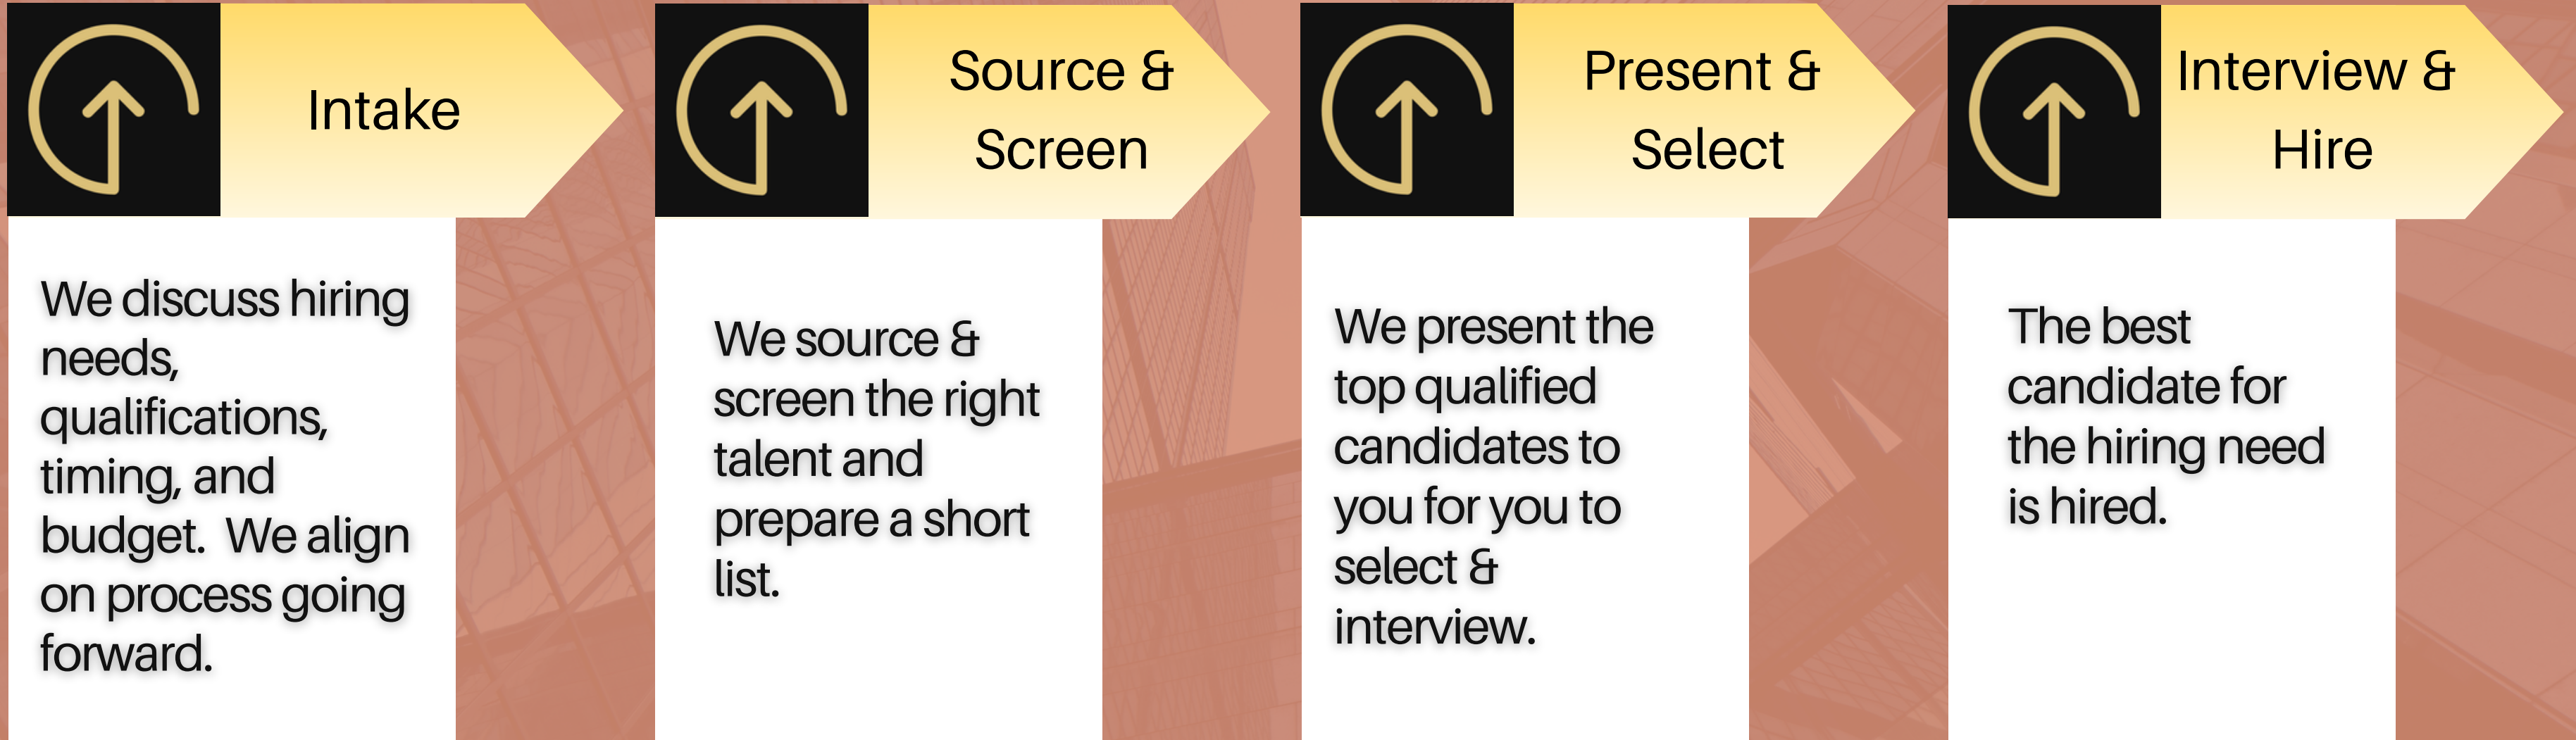 Intake
We discuss hiring
needs,
qualifications,
timing, and
budget.  We align
on process going
forward.
Source &
Screen
We source &
screen the right
talent and
prepare a short
list.
Present &
Select
We present the
top qualified
candidates to
you for you to
select &
interview.
Interview &
Hire
The best
candidate for
the hiring need
is hired.